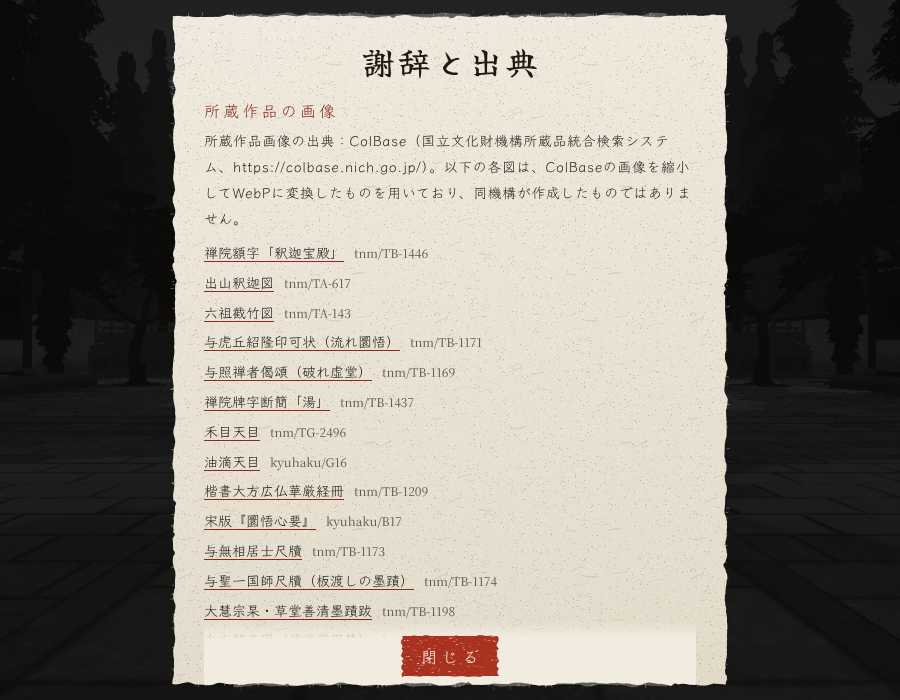 謝辞と出典
所蔵作品の画像
所蔵作品画像の出典：ColBase（国立文化財機構所蔵品統合検索システ
ム、https://colbase.nich.go.jp/）。以下の各図は、ColBaseの画像を縮小
してWebPに変換したものを用いており、同機構が作成したものではありま
せん。
禅院額字「釈迦宝殿」 tnm/TB-1446
出山釈迦図 tnm/TA-617
六祖截竹図 tnm/TA-143
与虎丘紹隆印可状（流れ圜悟） tnm/TB-1171
与照禅者偈頌（破れ虚堂） tnm/TB-1169
禅院牌字断簡「湯」 tnm/TB-1437
禾目天目 tnm/TG-2496
油滴天目 kyuhaku/G16
楷書大方広仏華厳経冊 tnm/TB-1209
宋版『圜悟心要』 kyuhaku/B17
与無相居士尺牘 tnm/TB-1173
与聖一国師尺牘（板渡しの墨蹟） tnm/TB-1174
大慧宗杲・草堂善清墨蹟跋 tnm/TB-1198
閉じる